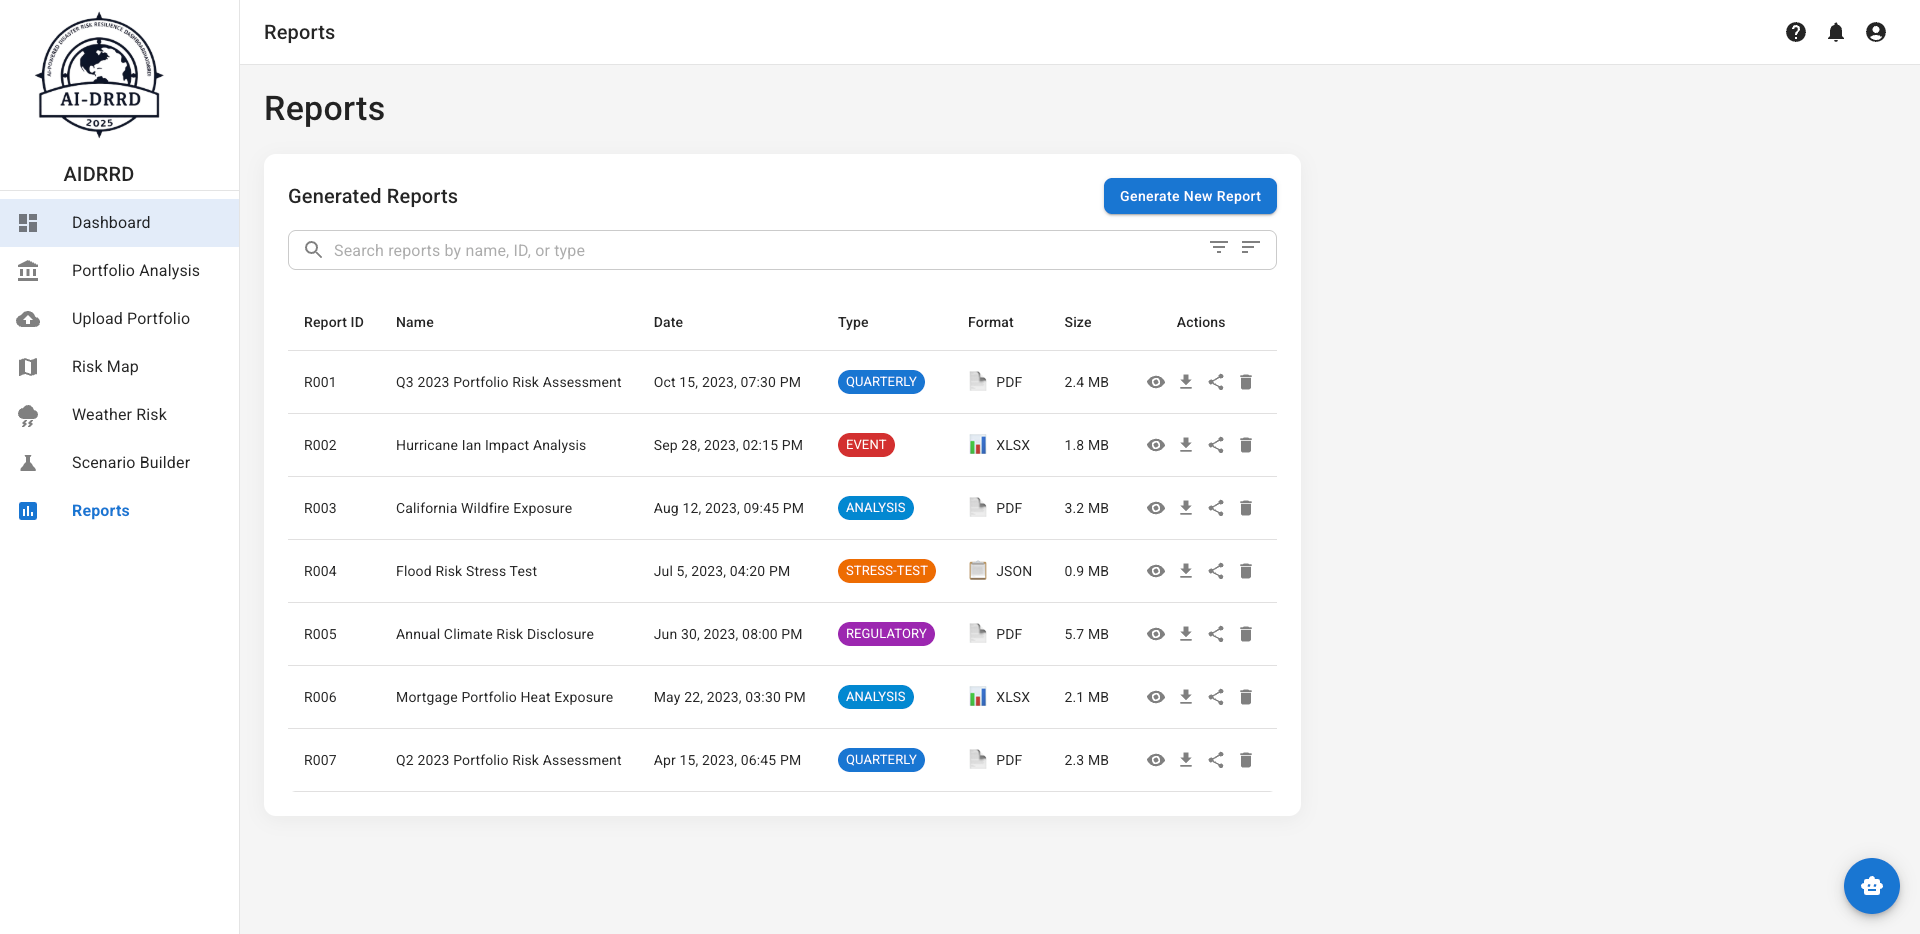 AI-POWERED DISASTER RISK RESILIENCE DASHBOARD
AI-DRRD
2025
AIDRRD
Dashboard
Portfolio Analysis
Upload Portfolio
Risk Map
Weather Risk
Scenario Builder
Reports
Reports
Reports
Generated Reports
Generate New Report
Search reports by name, ID, or type
Report ID Name Date Type Format Size Actions
R001 Q3 2023 Portfolio Risk Assessment Oct 15, 2023, 07:30 PM QUARTERLY PDF 2.4 MB
R002 Hurricane Ian Impact Analysis Sep 28, 2023, 02:15 PM EVENT XLSX 1.8 MB
R003 California Wildfire Exposure Aug 12, 2023, 09:45 PM ANALYSIS PDF 3.2 MB
R004 Flood Risk Stress Test Jul 5, 2023, 04:20 PM STRESS-TEST JSON 0.9 MB
R005 Annual Climate Risk Disclosure Jun 30, 2023, 08:00 PM REGULATORY PDF 5.7 MB
R006 Mortgage Portfolio Heat Exposure May 22, 2023, 03:30 PM ANALYSIS XLSX 2.1 MB
R007 Q2 2023 Portfolio Risk Assessment Apr 15, 2023, 06:45 PM QUARTERLY PDF 2.3 MB